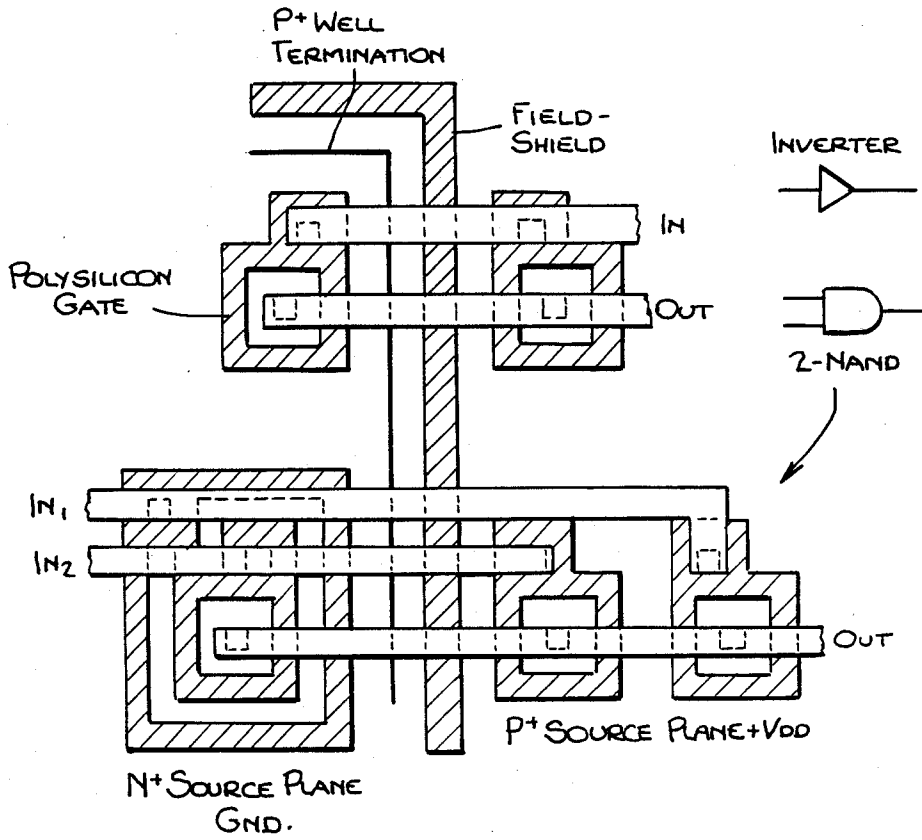 P+ WELL
TERMINATION
FIELD-
SHIELD
INVERTER
IN
POLYSILICON
GATE
OUT
2-NAND
IN1
IN2
OUT
P+ SOURCE PLANE+VDD
N+ SOURCE PLANE
GND.